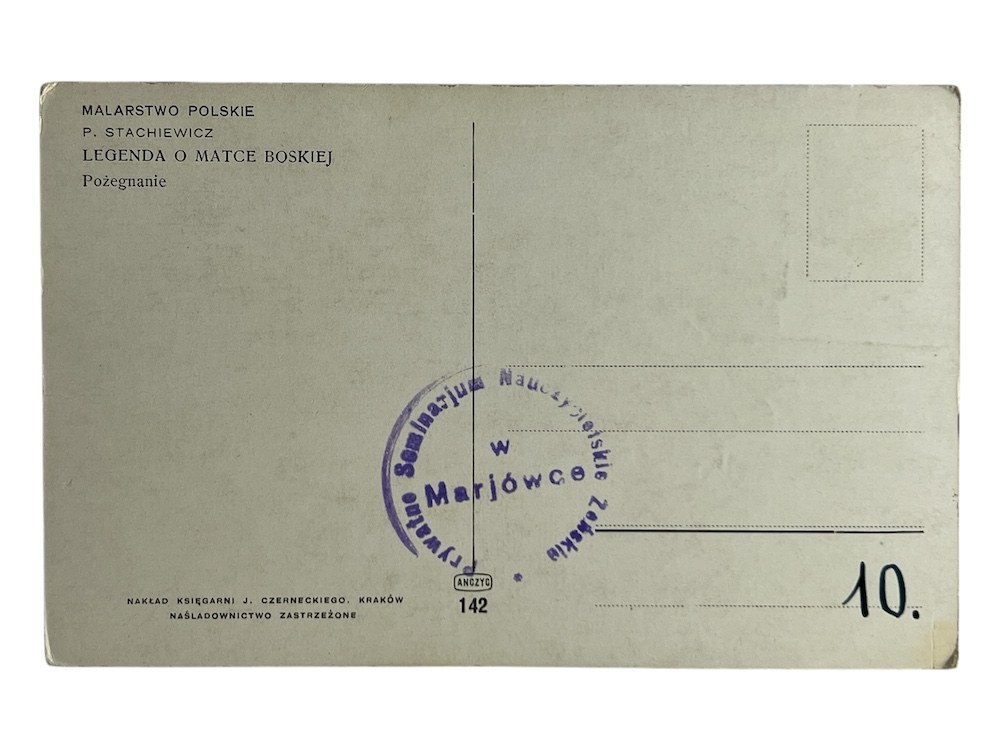 MALARSTWO POLSKIE
P. STACHIEWICZ
LEGENDA O MATCE BOSKIEJ
Pożegnanie
Prywatne Seminarjum Nauczycielskie Żeńskie *
w
Marjówce
NAKŁAD KSIĘGARNI J. CZERNECKIEGO, KRAKÓW
NAŚLADOWNICTWO ZASTRZEŻONE
ANCZYC
142
10.